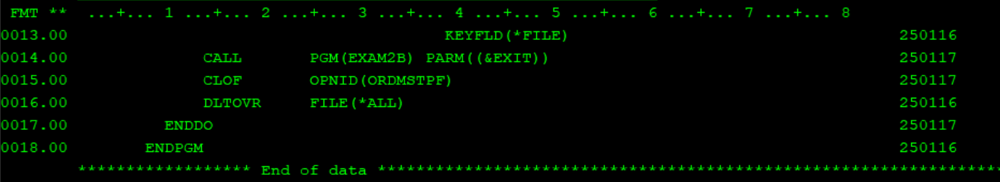 FMT ** ...+... 1 ...+... 2 ...+... 3 ...+... 4 ...+... 5 ...+... 6 ...+... 7 ...+... 8
0013.00 KEYFLD(*FILE) 250116
0014.00 CALL PGM(EXAM2B) PARM((&EXIT)) 250117
0015.00 CLOF OPNID(ORDMSTPF) 250117
0016.00 DLTOVR FILE(*ALL) 250116
0017.00 ENDDO 250117
0018.00 ENDPGM 250116
****************** End of data *****************************************************************